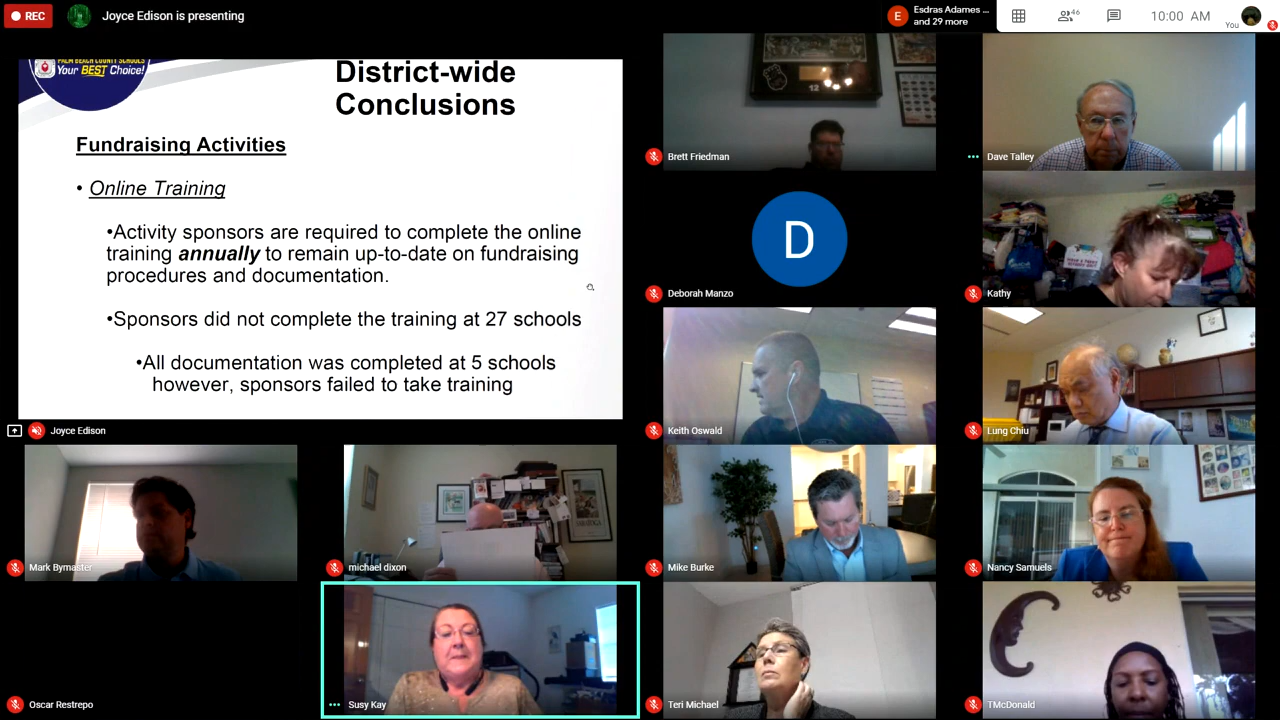 REC
Joyce Edison is presenting
E
Esdras Adames ...
and 29 more
46
10:00 AM
You
PALM BEACH COUNTY SCHOOLS
Your BEST Choice!
District-wide
Conclusions
Fundraising Activities
• Online Training
•Activity sponsors are required to complete the online
training annually to remain up-to-date on fundraising
procedures and documentation.
•Sponsors did not complete the training at 27 schools
•All documentation was completed at 5 schools
however, sponsors failed to take training
Joyce Edison
12
Brett Friedman
Dave Talley
D
Deborah Manzo
Kathy
Keith Oswald
Lung Chiu
Mark Bymaster
michael dixon
SARATOGA
Mike Burke
Nancy Samuels
Oscar Restrepo
Susy Kay
Teri Michael
TMcDonald